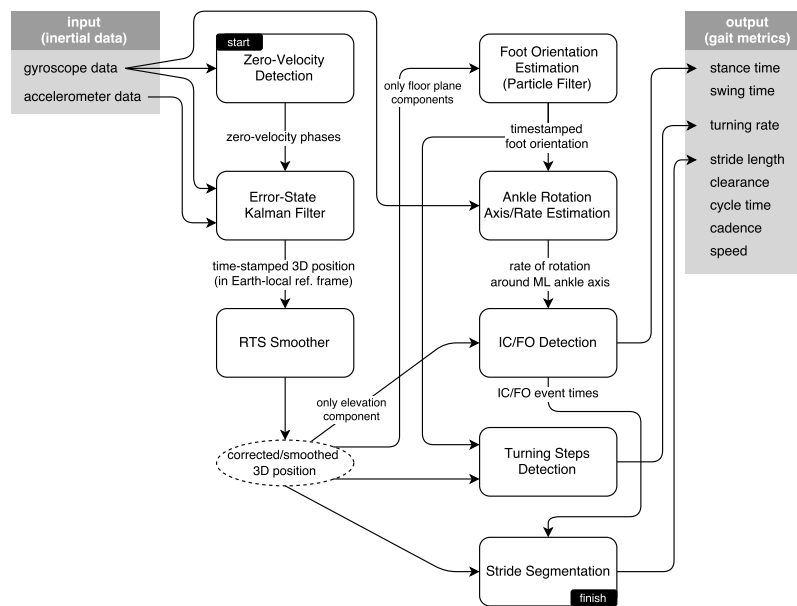 input
(inertial data)
gyroscope data
accelerometer data
start
Zero-Velocity
Detection
zero-velocity phases
Error-State
Kalman Filter
time-stamped 3D position
(in Earth-local ref. frame)
RTS Smoother
only elevation
component
corrected/smoothed
3D position
only floor plane
components
Foot Orientation
Estimation
(Particle Filter)
timestamped
foot orientation
Ankle Rotation
Axis/Rate Estimation
rate of rotation
around ML ankle axis
IC/FO Detection
IC/FO event times
Turning Steps
Detection
Stride Segmentation
finish
output
(gait metrics)
stance time
swing time
turning rate
stride length
clearance
cycle time
cadence
speed